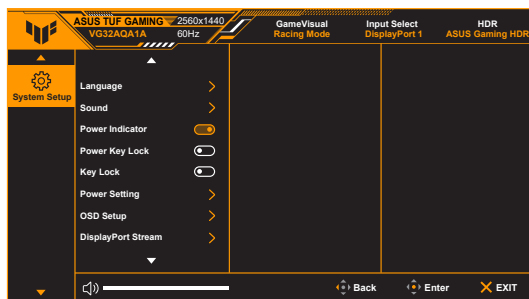 ASUS TUF GAMING 2560x1440 GameVisual Input Select HDR
VG32AQA1A 60Hz Racing Mode DisplayPort 1 ASUS Gaming HDR
System Setup
Language
Sound
Power Indicator
Power Key Lock
Key Lock
Power Setting
OSD Setup
DisplayPort Stream
Back Enter EXIT